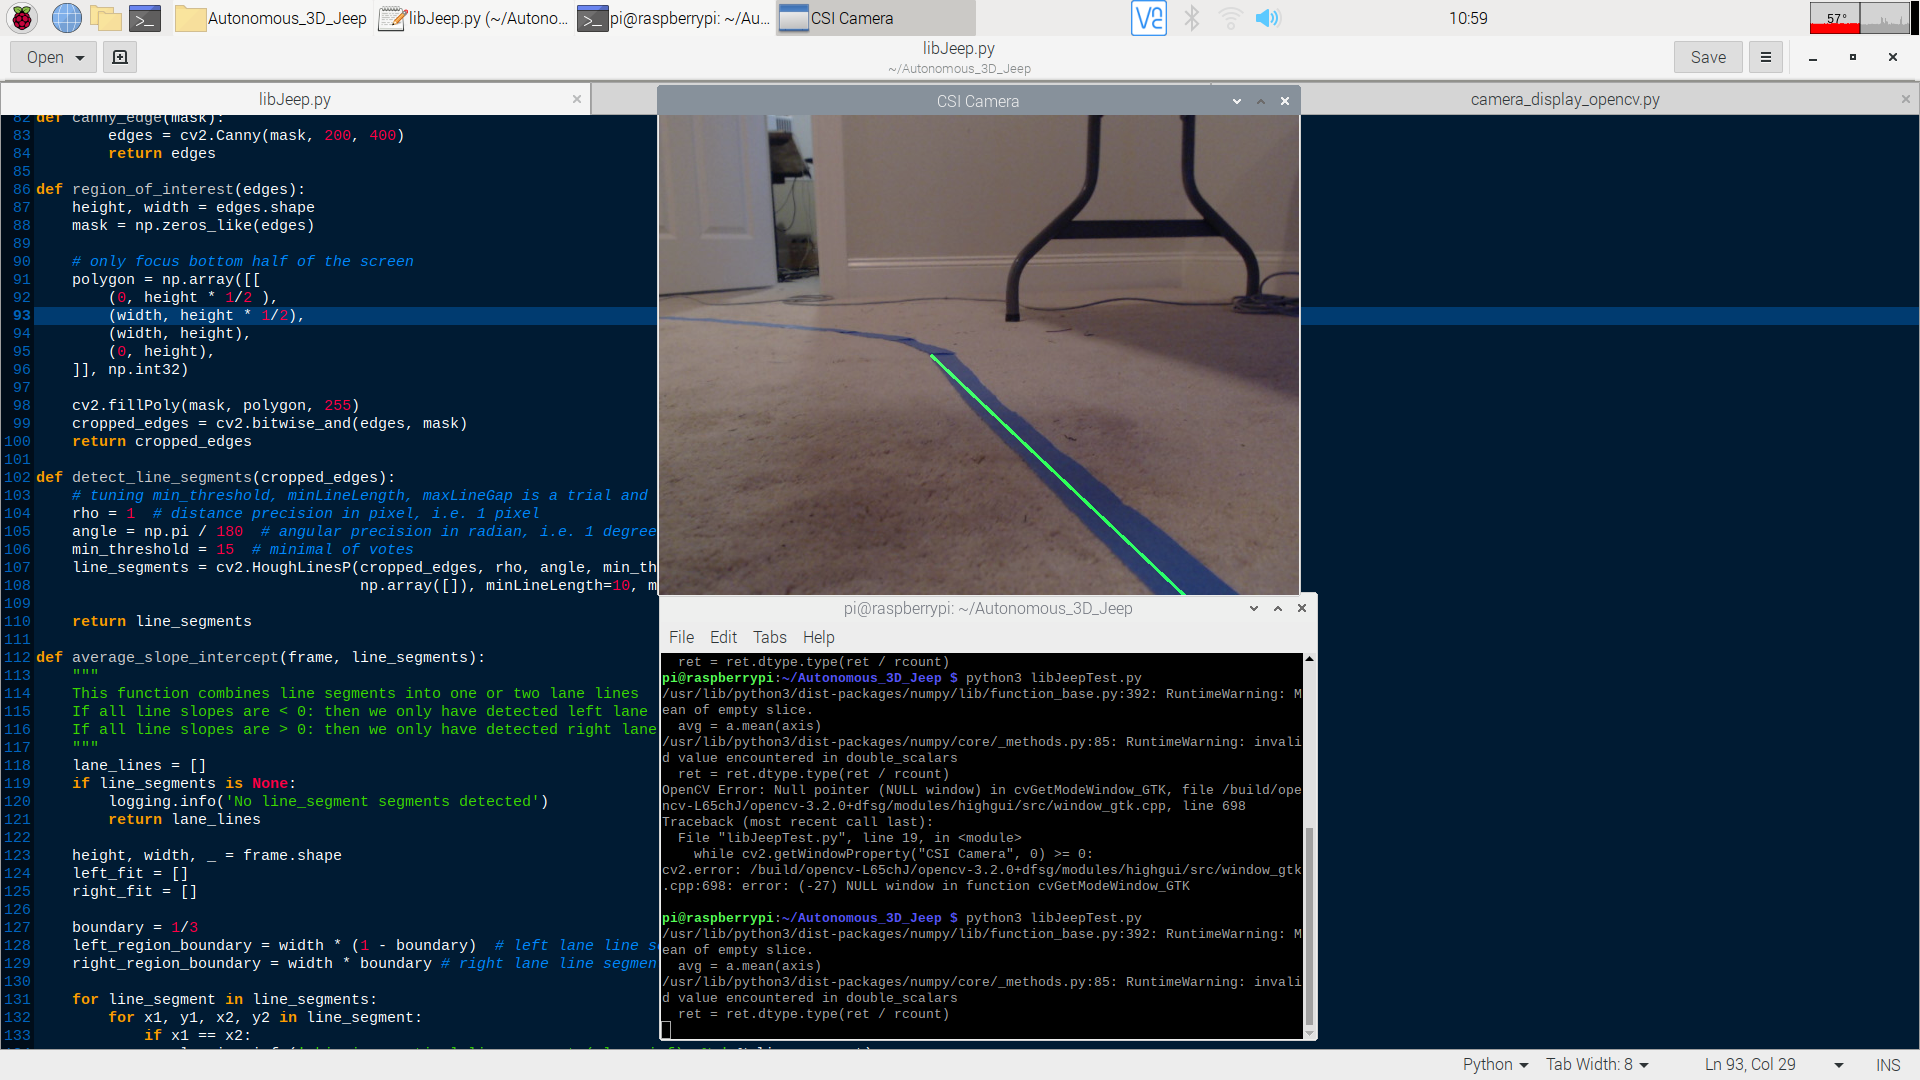 Autonomous_3D_Jeep
libJeep.py (~/Autono...
pi@raspberrypi: ~/Au...
CSI Camera
10:59
57°
Open
libJeep.py
~/Autonomous_3D_Jeep
Save
libJeep.py
camera_display_opencv.py
82 def canny_edge(mask):
83         edges = cv2.Canny(mask, 200, 400)
84         return edges
85
86 def region_of_interest(edges):
87     height, width = edges.shape
88     mask = np.zeros_like(edges)
89
90     # only focus bottom half of the screen
91     polygon = np.array([[
92         (0, height * 1/2 ),
93         (width, height * 1/2),
94         (width, height),
95         (0, height),
96     ]], np.int32)
97
98     cv2.fillPoly(mask, polygon, 255)
99     cropped_edges = cv2.bitwise_and(edges, mask)
100     return cropped_edges
101
102 def detect_line_segments(cropped_edges):
103     # tuning min_threshold, minLineLength, maxLineGap is a trial and
104     rho = 1  # distance precision in pixel, i.e. 1 pixel
105     angle = np.pi / 180  # angular precision in radian, i.e. 1 degree
106     min_threshold = 15  # minimal of votes
107     line_segments = cv2.HoughLinesP(cropped_edges, rho, angle, min_th
108                                     np.array([]), minLineLength=10, m
109
110     return line_segments
111
112 def average_slope_intercept(frame, line_segments):
113     """
114     This function combines line segments into one or two lane lines
115     If all line slopes are < 0: then we only have detected left lane
116     If all line slopes are > 0: then we only have detected right lane
117     """
118     lane_lines = []
119     if line_segments is None:
120         logging.info('No line_segment segments detected')
121         return lane_lines
122
123     height, width, _ = frame.shape
124     left_fit = []
125     right_fit = []
126
127     boundary = 1/3
128     left_region_boundary = width * (1 - boundary)  # left lane line s
129     right_region_boundary = width * boundary # right lane line segmen
130
131     for line_segment in line_segments:
132         for x1, y1, x2, y2 in line_segment:
133             if x1 == x2:
CSI Camera
pi@raspberrypi: ~/Autonomous_3D_Jeep
File Edit Tabs Help
  ret = ret.dtype.type(ret / rcount)
pi@raspberrypi:~/Autonomous_3D_Jeep $ python3 libJeepTest.py
/usr/lib/python3/dist-packages/numpy/lib/function_base.py:392: RuntimeWarning: M
ean of empty slice.
  avg = a.mean(axis)
/usr/lib/python3/dist-packages/numpy/core/_methods.py:85: RuntimeWarning: invali
d value encountered in double_scalars
  ret = ret.dtype.type(ret / rcount)
OpenCV Error: Null pointer (NULL window) in cvGetModeWindow_GTK, file /build/ope
ncv-L65chJ/opencv-3.2.0+dfsg/modules/highgui/src/window_gtk.cpp, line 698
Traceback (most recent call last):
  File "libJeepTest.py", line 19, in <module>
    while cv2.getWindowProperty("CSI Camera", 0) >= 0:
cv2.error: /build/opencv-L65chJ/opencv-3.2.0+dfsg/modules/highgui/src/window_gtk
.cpp:698: error: (-27) NULL window in function cvGetModeWindow_GTK
pi@raspberrypi:~/Autonomous_3D_Jeep $ python3 libJeepTest.py
/usr/lib/python3/dist-packages/numpy/lib/function_base.py:392: RuntimeWarning: M
ean of empty slice.
  avg = a.mean(axis)
/usr/lib/python3/dist-packages/numpy/core/_methods.py:85: RuntimeWarning: invali
d value encountered in double_scalars
  ret = ret.dtype.type(ret / rcount)
Python
Tab Width: 8
Ln 93, Col 29
INS